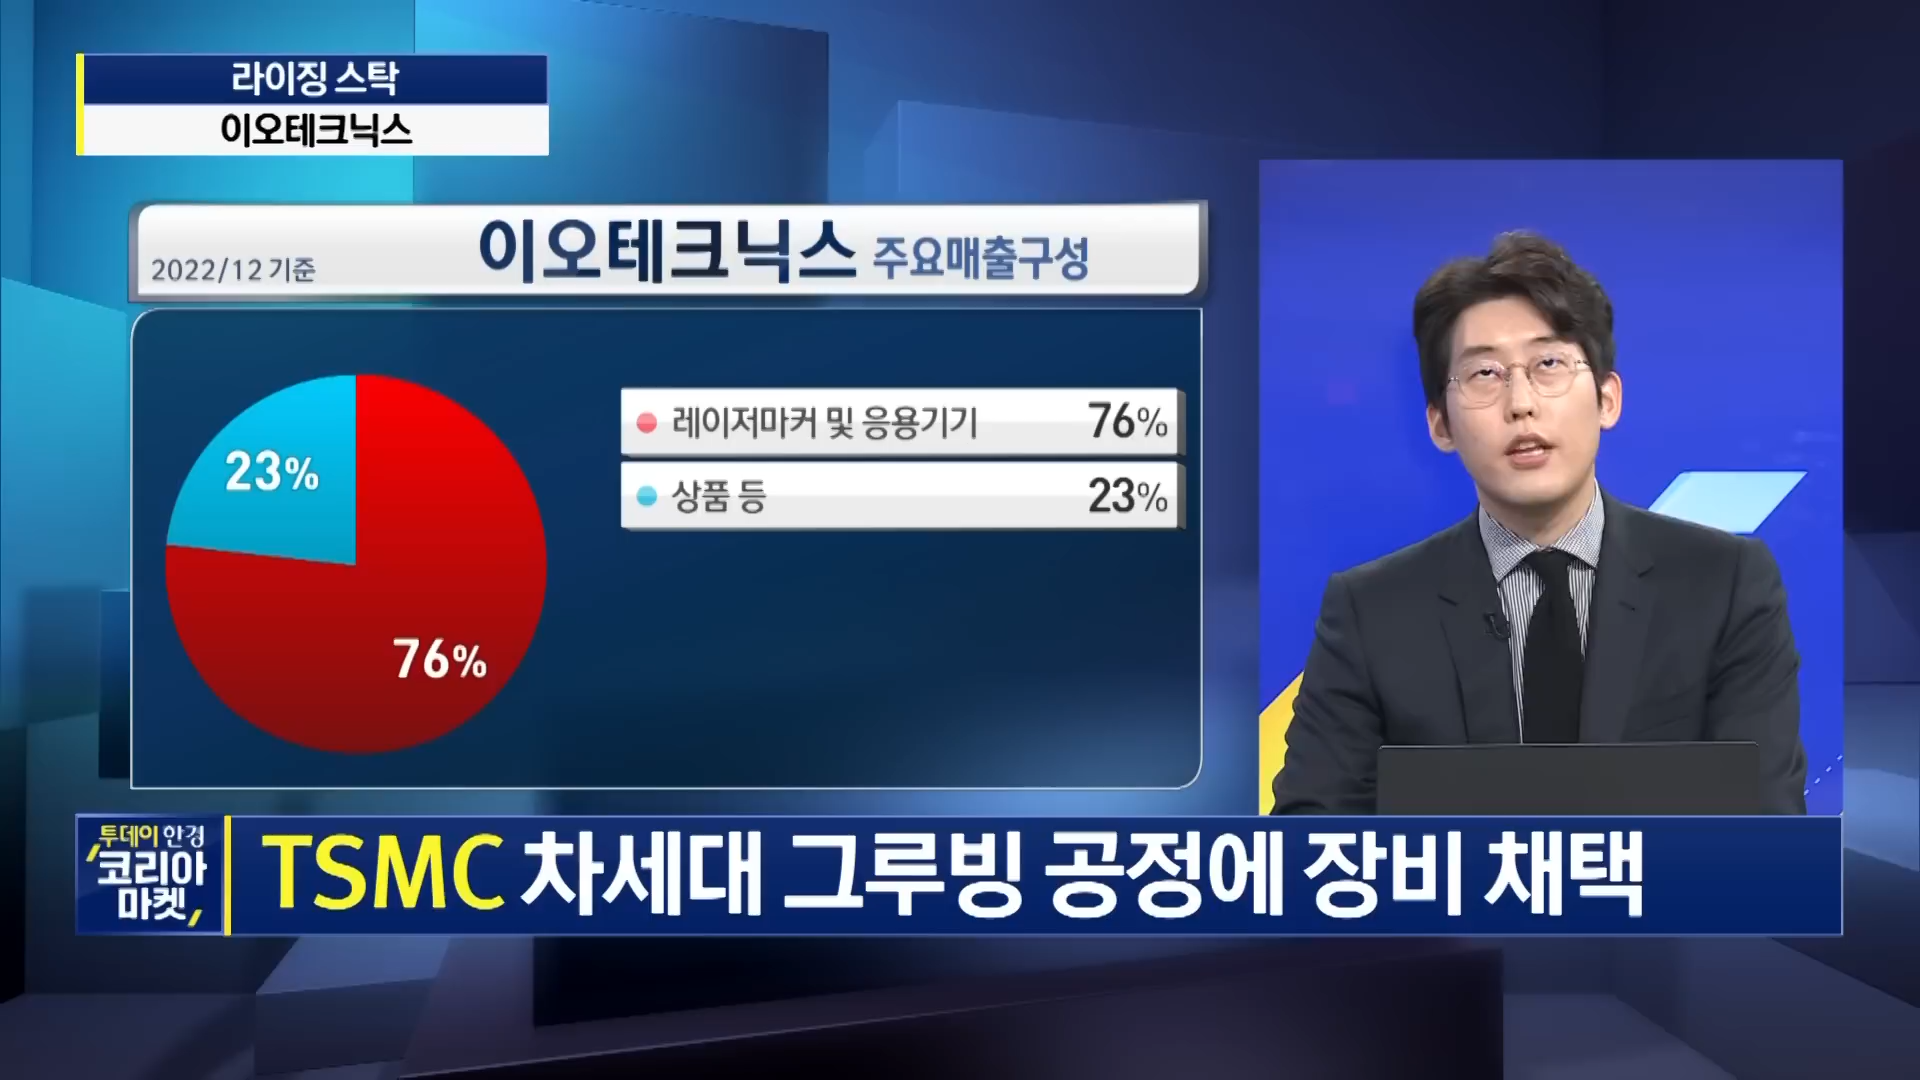 라이징 스탁
이오테크닉스
2022/12 기준
이오테크닉스 주요매출구성
23%
76%
레이저마커 및 응용기기 76%
상품 등 23%
투데이 한경
코리아
마켓
TSMC 차세대 그루빙 공정에 장비 채택